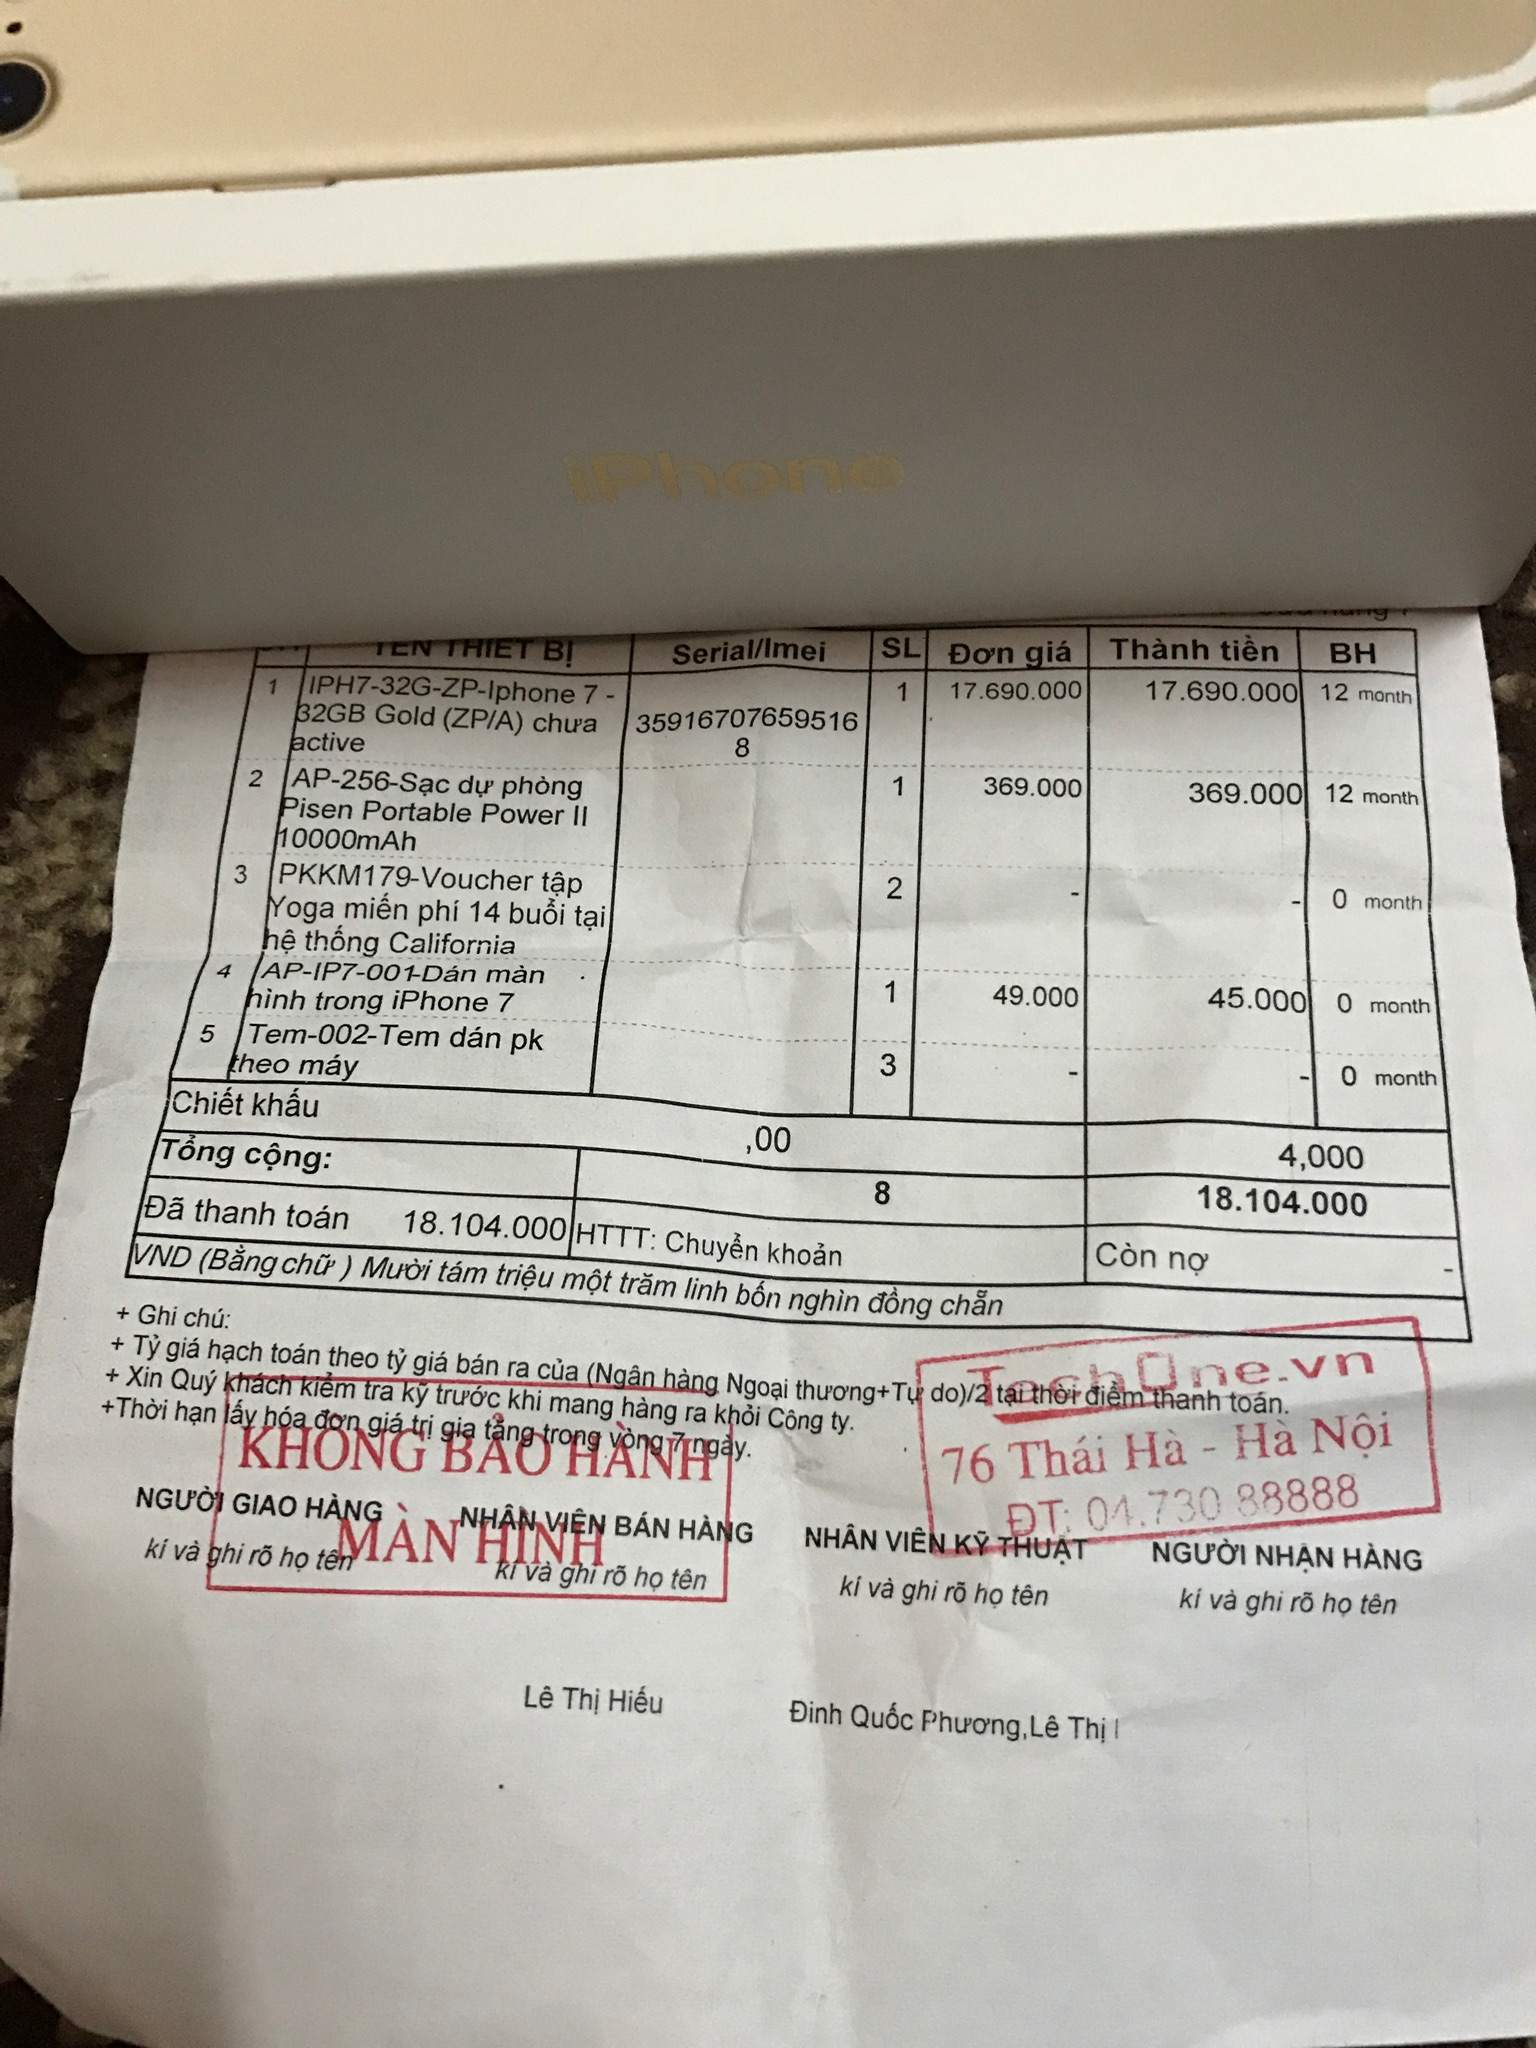 iPhone
TÊN THIẾT BỊ Serial/Imei SL Đơn giá Thành tiền BH
1 IPH7-32G-ZP-Iphone 7 - 1 17.690.000 17.690.000 12 month
32GB Gold (ZP/A) chưa 35916707659516
active 8
2 AP-256-Sạc dự phòng 1 369.000 369.000 12 month
Pisen Portable Power II
10000mAh
3 PKKM179-Voucher tập 2 - - 0 month
Yoga miến phí 14 buổi tại
hệ thống California
4 AP-IP7-001-Dán màn 1 49.000 45.000 0 month
hình trong iPhone 7
5 Tem-002-Tem dán pk 3 - - 0 month
theo máy
Chiết khấu ,00 4,000
Tổng cộng: 8 18.104.000
Đã thanh toán 18.104.000 HTTT: Chuyển khoản Còn nợ -
VND (Bằng chữ ) Mười tám triệu một trăm linh bốn nghìn đồng chẵn
+ Ghi chú:
+ Tỷ giá hạch toán theo tỷ giá bán ra của (Ngân hàng Ngoại thương+Tự do)/2 tại thời điểm thanh toán.
+ Xin Quý khách kiểm tra kỹ trước khi mang hàng ra khỏi Công ty.
+Thời hạn lấy hóa đơn giá trị gia tăng trong vòng 7 ngày.
TechOne.vn
76 Thái Hà - Hà Nội
ĐT: 04.730 88888
KHÔNG BẢO HÀNH
MÀN HÌNH
NGƯỜI GIAO HÀNG NHÂN VIÊN BÁN HÀNG NHÂN VIÊN KỸ THUẬT NGƯỜI NHẬN HÀNG
kí và ghi rõ họ tên kí và ghi rõ họ tên kí và ghi rõ họ tên kí và ghi rõ họ tên
Lê Thị Hiếu Đinh Quốc Phương,Lê Thị